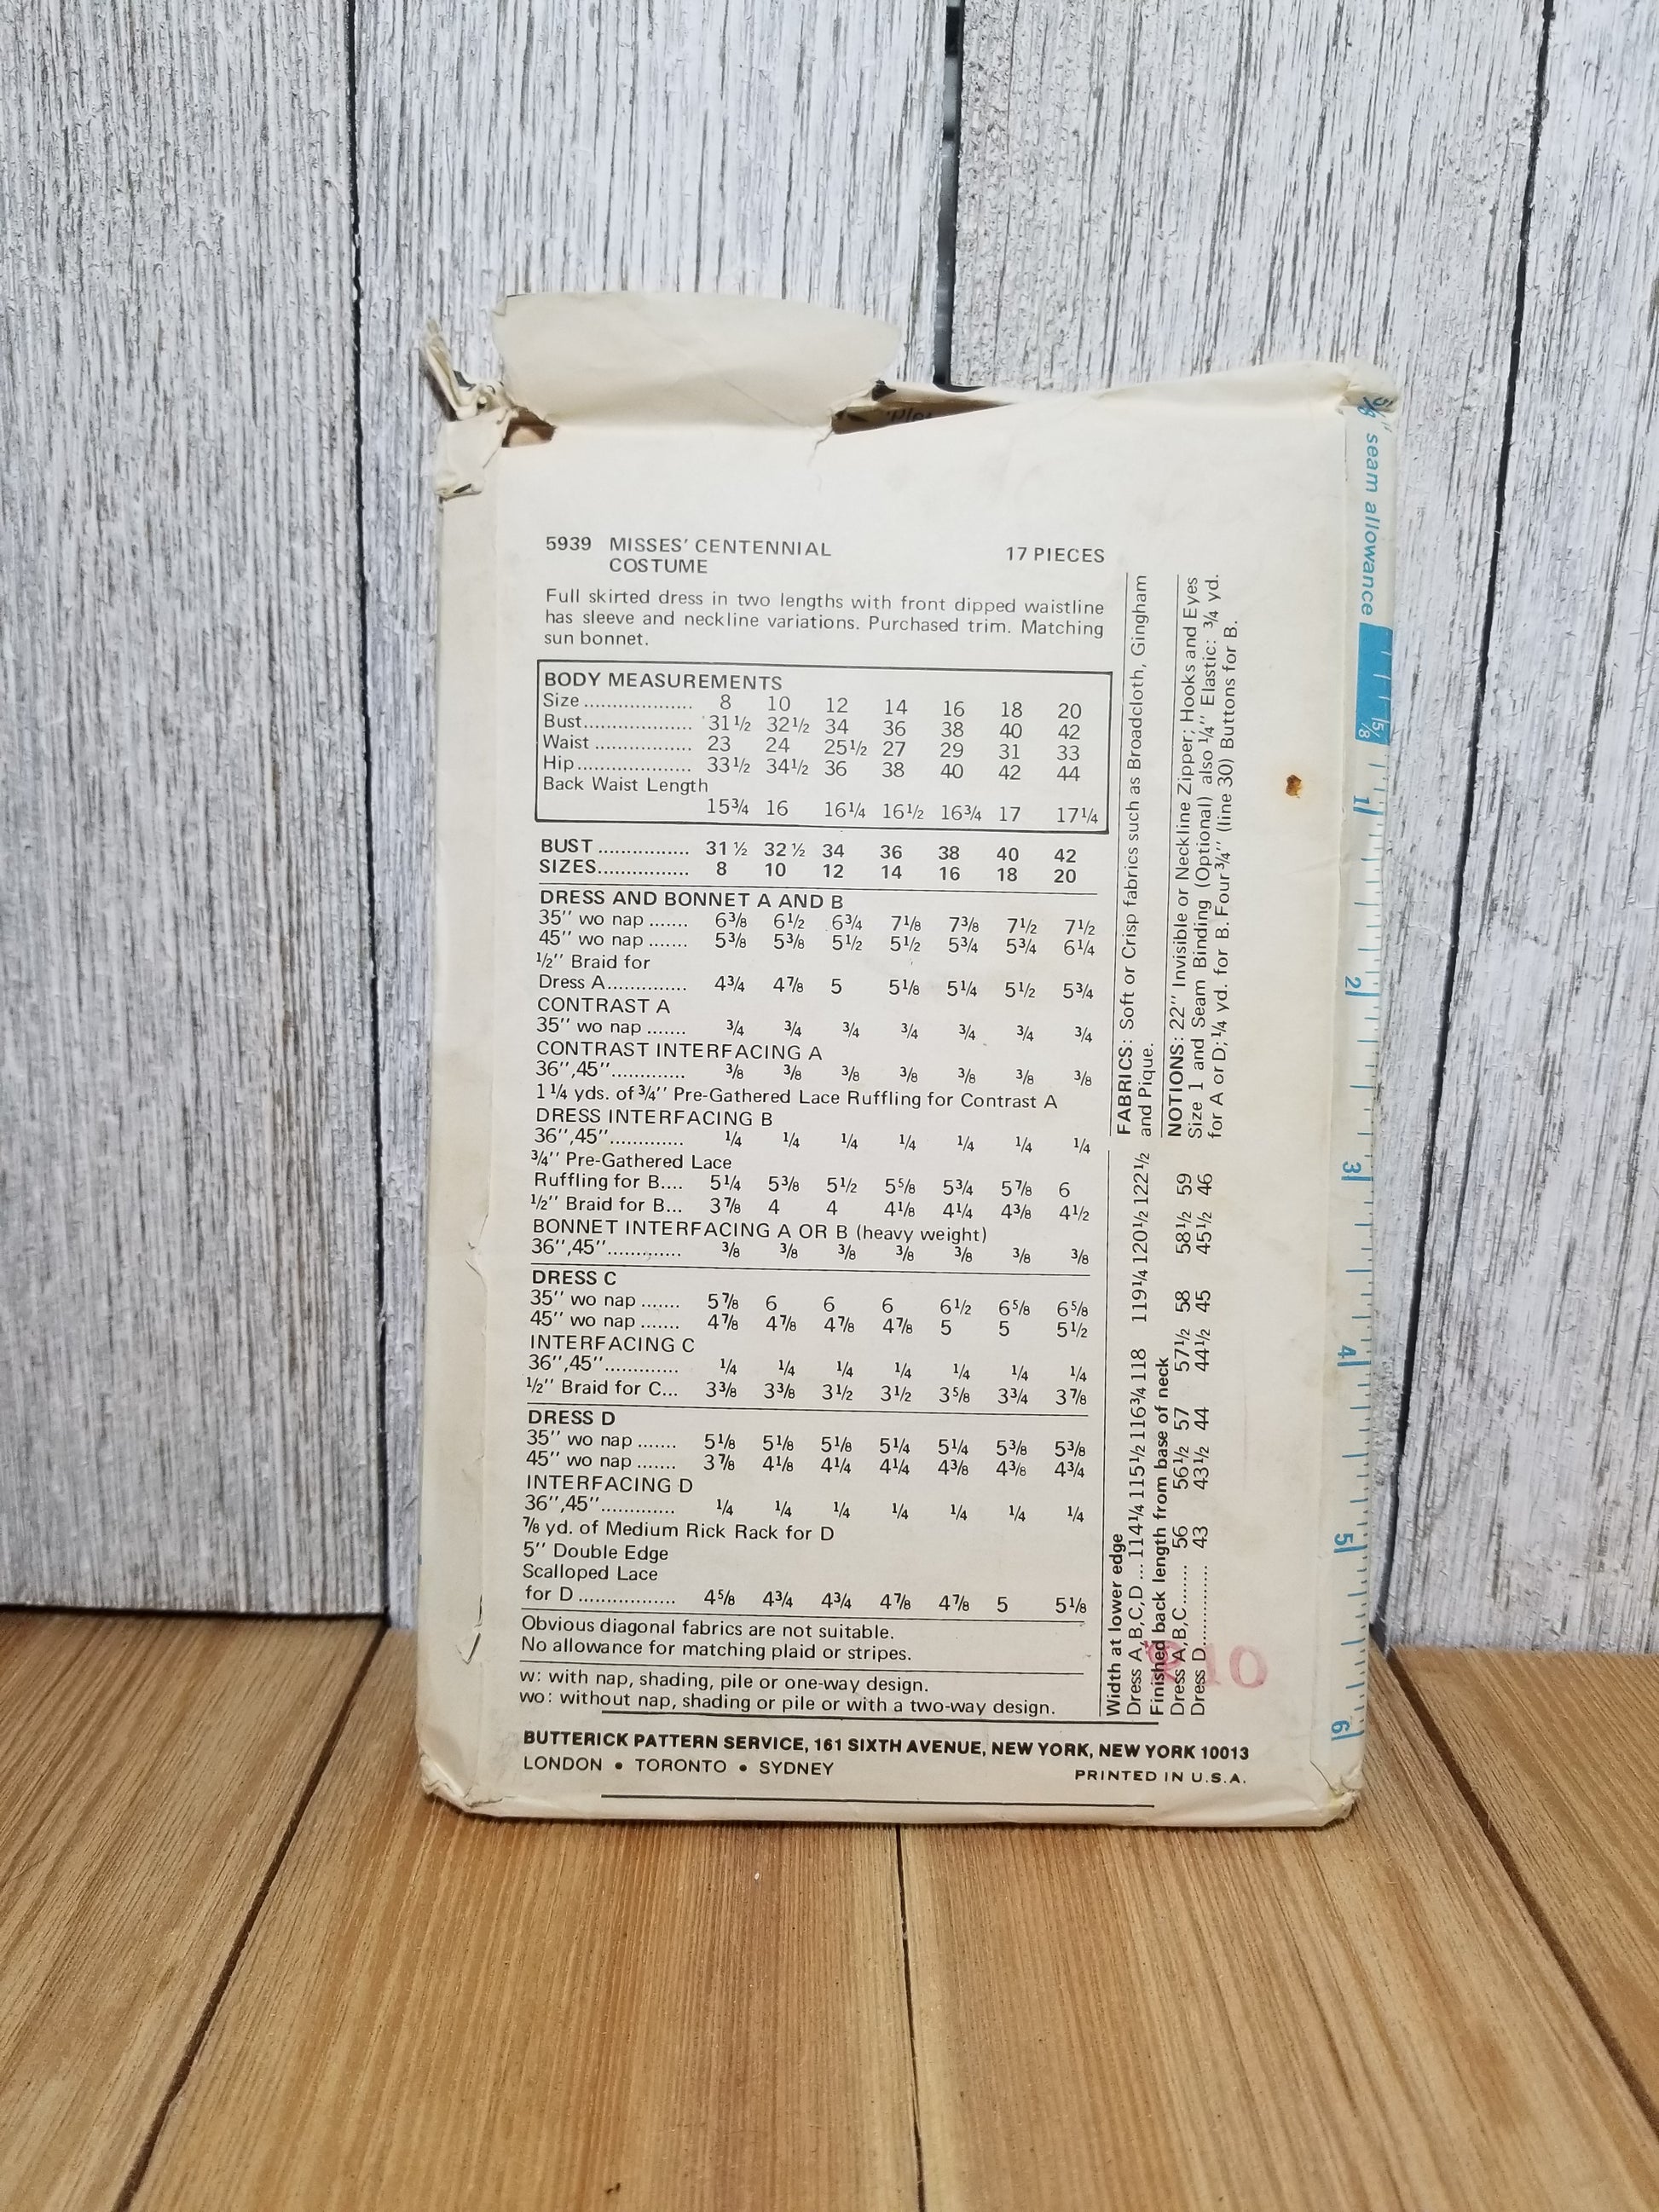 5939 MISSES' CENTENNIAL
COSTUME
17 PIECES
Full skirted dress in two lengths with front dipped waistline
has sleeve and neckline variations. Purchased trim. Matching
sun bonnet.
BODY MEASUREMENTS
Size ................... 8 10 12 14 16 18 20
Bust................... 31½ 32½ 34 36 38 40 42
Waist ................. 23 24 25½ 27 29 31 33
Hip .................... 33½ 34½ 36 38 40 42 44
Back Waist Length
15¾ 16 16¼ 16½ 16¾ 17 17¼
BUST ................ 31 ½ 32 ½ 34 36 38 40 42
SIZES................ 8 10 12 14 16 18 20
DRESS AND BONNET A AND B
35'' wo nap ....... 6⅜ 6½ 6¾ 7⅛ 7⅜ 7½ 7½
45'' wo nap ....... 5⅜ 5⅜ 5½ 5½ 5¾ 5¾ 6¼
½'' Braid for
Dress A.............. 4¾ 4⅞ 5 5⅛ 5¼ 5½ 5¾
CONTRAST A
35'' wo nap ....... ¾ ¾ ¾ ¾ ¾ ¾ ¾
CONTRAST INTERFACING A
36'',45''............. ⅜ ⅜ ⅜ ⅜ ⅜ ⅜ ⅜
1 ¼ yds. of ¾'' Pre-Gathered Lace Ruffling for Contrast A
DRESS INTERFACING B
36'',45''............. ¼ ¼ ¼ ¼ ¼ ¼ ¼
¾'' Pre-Gathered Lace
Ruffling for B.... 5¼ 5⅜ 5½ 5⅝ 5¾ 5⅞ 6
½'' Braid for B... 3⅞ 4 4 4⅛ 4¼ 4⅜ 4½
BONNET INTERFACING A OR B (heavy weight)
36'',45''............. ⅜ ⅜ ⅜ ⅜ ⅜ ⅜ ⅜
DRESS C
35'' wo nap ....... 5⅞ 6 6 6 6½ 6⅝ 6⅝
45'' wo nap ....... 4⅞ 4⅞ 4⅞ 4⅞ 5 5 5½
INTERFACING C
36'',45''............. ¼ ¼ ¼ ¼ ¼ ¼ ¼
½'' Braid for C... 3⅜ 3⅜ 3½ 3½ 3⅝ 3¾ 3⅞
DRESS D
35'' wo nap ....... 5⅛ 5⅛ 5⅛ 5¼ 5¼ 5⅜ 5⅜
45'' wo nap ....... 3⅞ 4⅛ 4¼ 4¼ 4⅜ 4⅜ 4¾
INTERFACING D
36'',45''............. ¼ ¼ ¼ ¼ ¼ ¼ ¼
⅞ yd. of Medium Rick Rack for D
5'' Double Edge
Scalloped Lace
for D ................. 4⅝ 4¾ 4¾ 4⅞ 4⅞ 5 5⅛
Obvious diagonal fabrics are not suitable.
No allowance for matching plaid or stripes.
w: with nap, shading, pile or one-way design.
wo: without nap, shading or pile or with a two-way design.
FABRICS: Soft or Crisp fabrics such as Broadcloth, Gingham
and Pique.
NOTIONS: 22'' Invisible or Neckline Zipper; Hooks and Eyes
Size 1 and Seam Binding (Optional) also ¼'' Elastic: ¾ yd.
for A or D; ¼ yd. for B. Four ¾'' (line 30) Buttons for B.
Width at lower edge
Dress A,B,C,D ... 114¼ 115½ 116¾ 118 119¼ 120½ 122½
Finished back length from base of neck
Dress A,B,C........ 56 56½ 57 57½ 58 58½ 59
Dress D............... 43 43½ 44 44½ 45 45½ 46
BUTTERICK PATTERN SERVICE, 161 SIXTH AVENUE, NEW YORK, NEW YORK 10013
LONDON • TORONTO • SYDNEY
PRINTED IN U.S.A.
⅝'' seam allowance
⅝
1
2
3
4
5
6